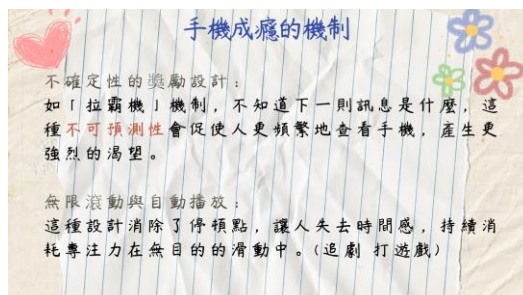 手機成癮的機制
不確定性的獎勵設計：
如「拉霸機」機制，不知道下一則訊息是什麼，這
種不可預測性會促使人更頻繁地查看手機，產生更
強烈的渴望。
無限滾動與自動播放：
這種設計消除了停頓點，讓人失去時間感，持續消
耗專注力在無目的的滑動中。(追劇 打遊戲)